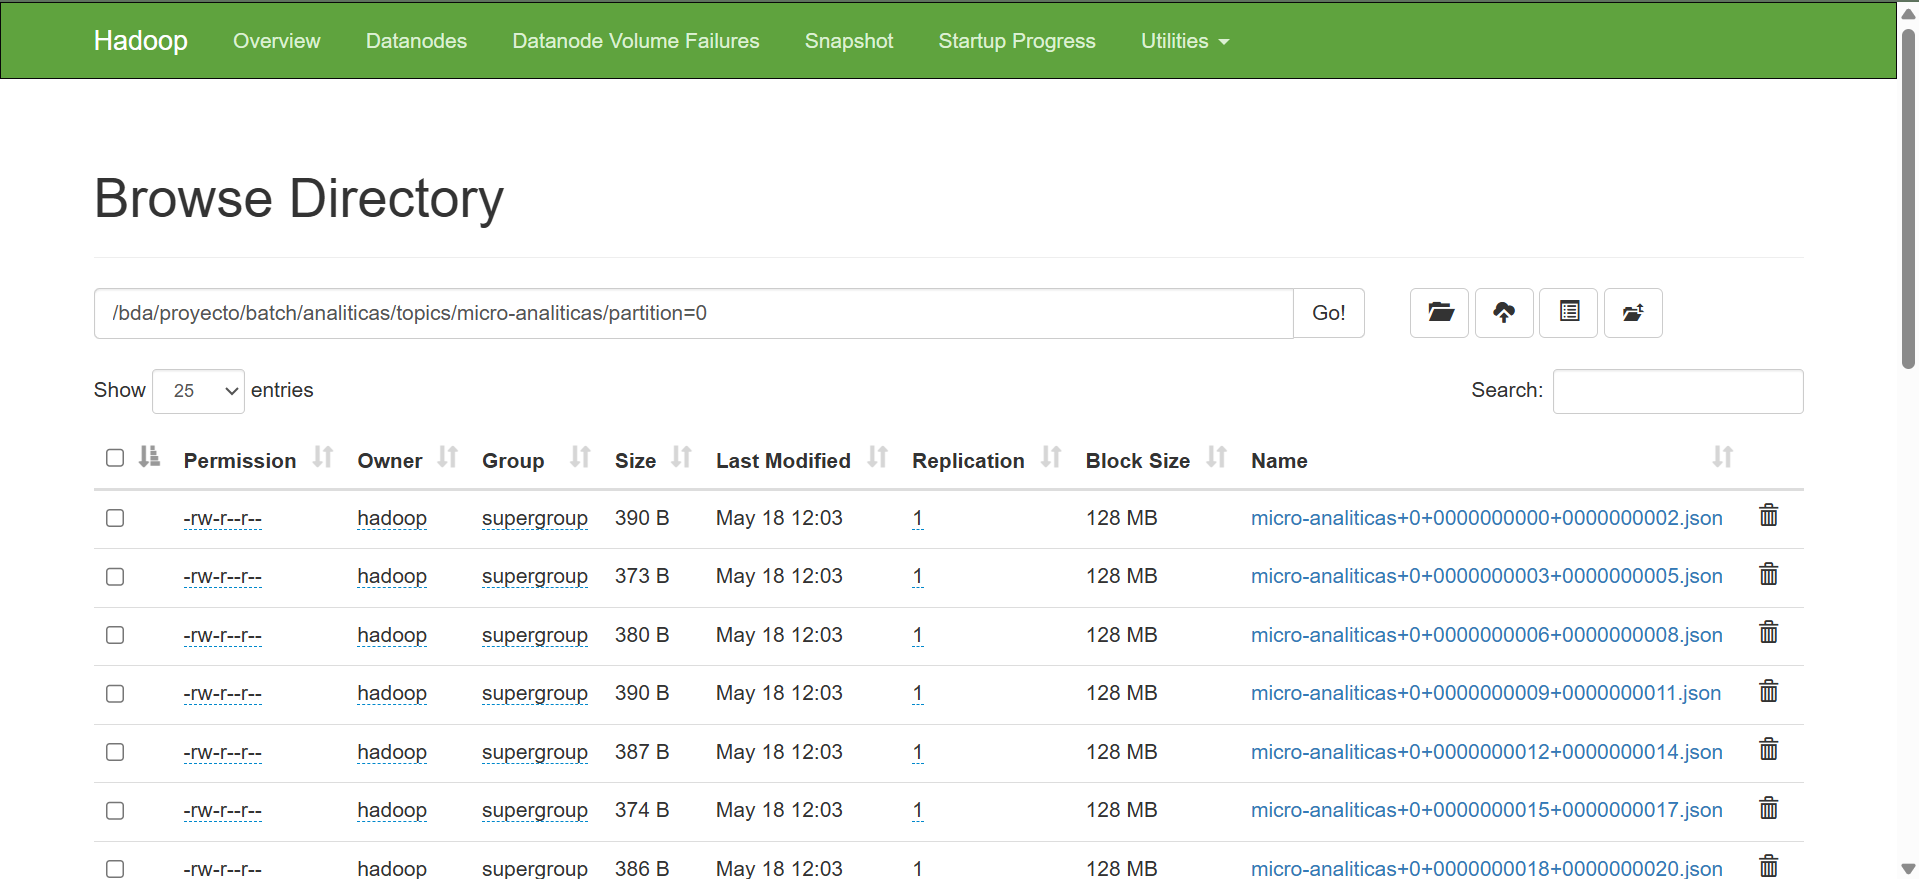 Hadoop Overview Datanodes Datanode Volume Failures Snapshot Startup Progress Utilities
Browse Directory
/bda/proyecto/batch/analiticas/topics/micro-analiticas/partition=0 Go!
Show 25 entries Search:
Permission Owner Group Size Last Modified Replication Block Size Name
-rw-r--r-- hadoop supergroup 390 B May 18 12:03 1 128 MB micro-analiticas+0+0000000000+0000000002.json
-rw-r--r-- hadoop supergroup 373 B May 18 12:03 1 128 MB micro-analiticas+0+0000000003+0000000005.json
-rw-r--r-- hadoop supergroup 380 B May 18 12:03 1 128 MB micro-analiticas+0+0000000006+0000000008.json
-rw-r--r-- hadoop supergroup 390 B May 18 12:03 1 128 MB micro-analiticas+0+0000000009+0000000011.json
-rw-r--r-- hadoop supergroup 387 B May 18 12:03 1 128 MB micro-analiticas+0+0000000012+0000000014.json
-rw-r--r-- hadoop supergroup 374 B May 18 12:03 1 128 MB micro-analiticas+0+0000000015+0000000017.json
-rw-r--r-- hadoop supergroup 386 B May 18 12:03 1 128 MB micro-analiticas+0+0000000018+0000000020.json